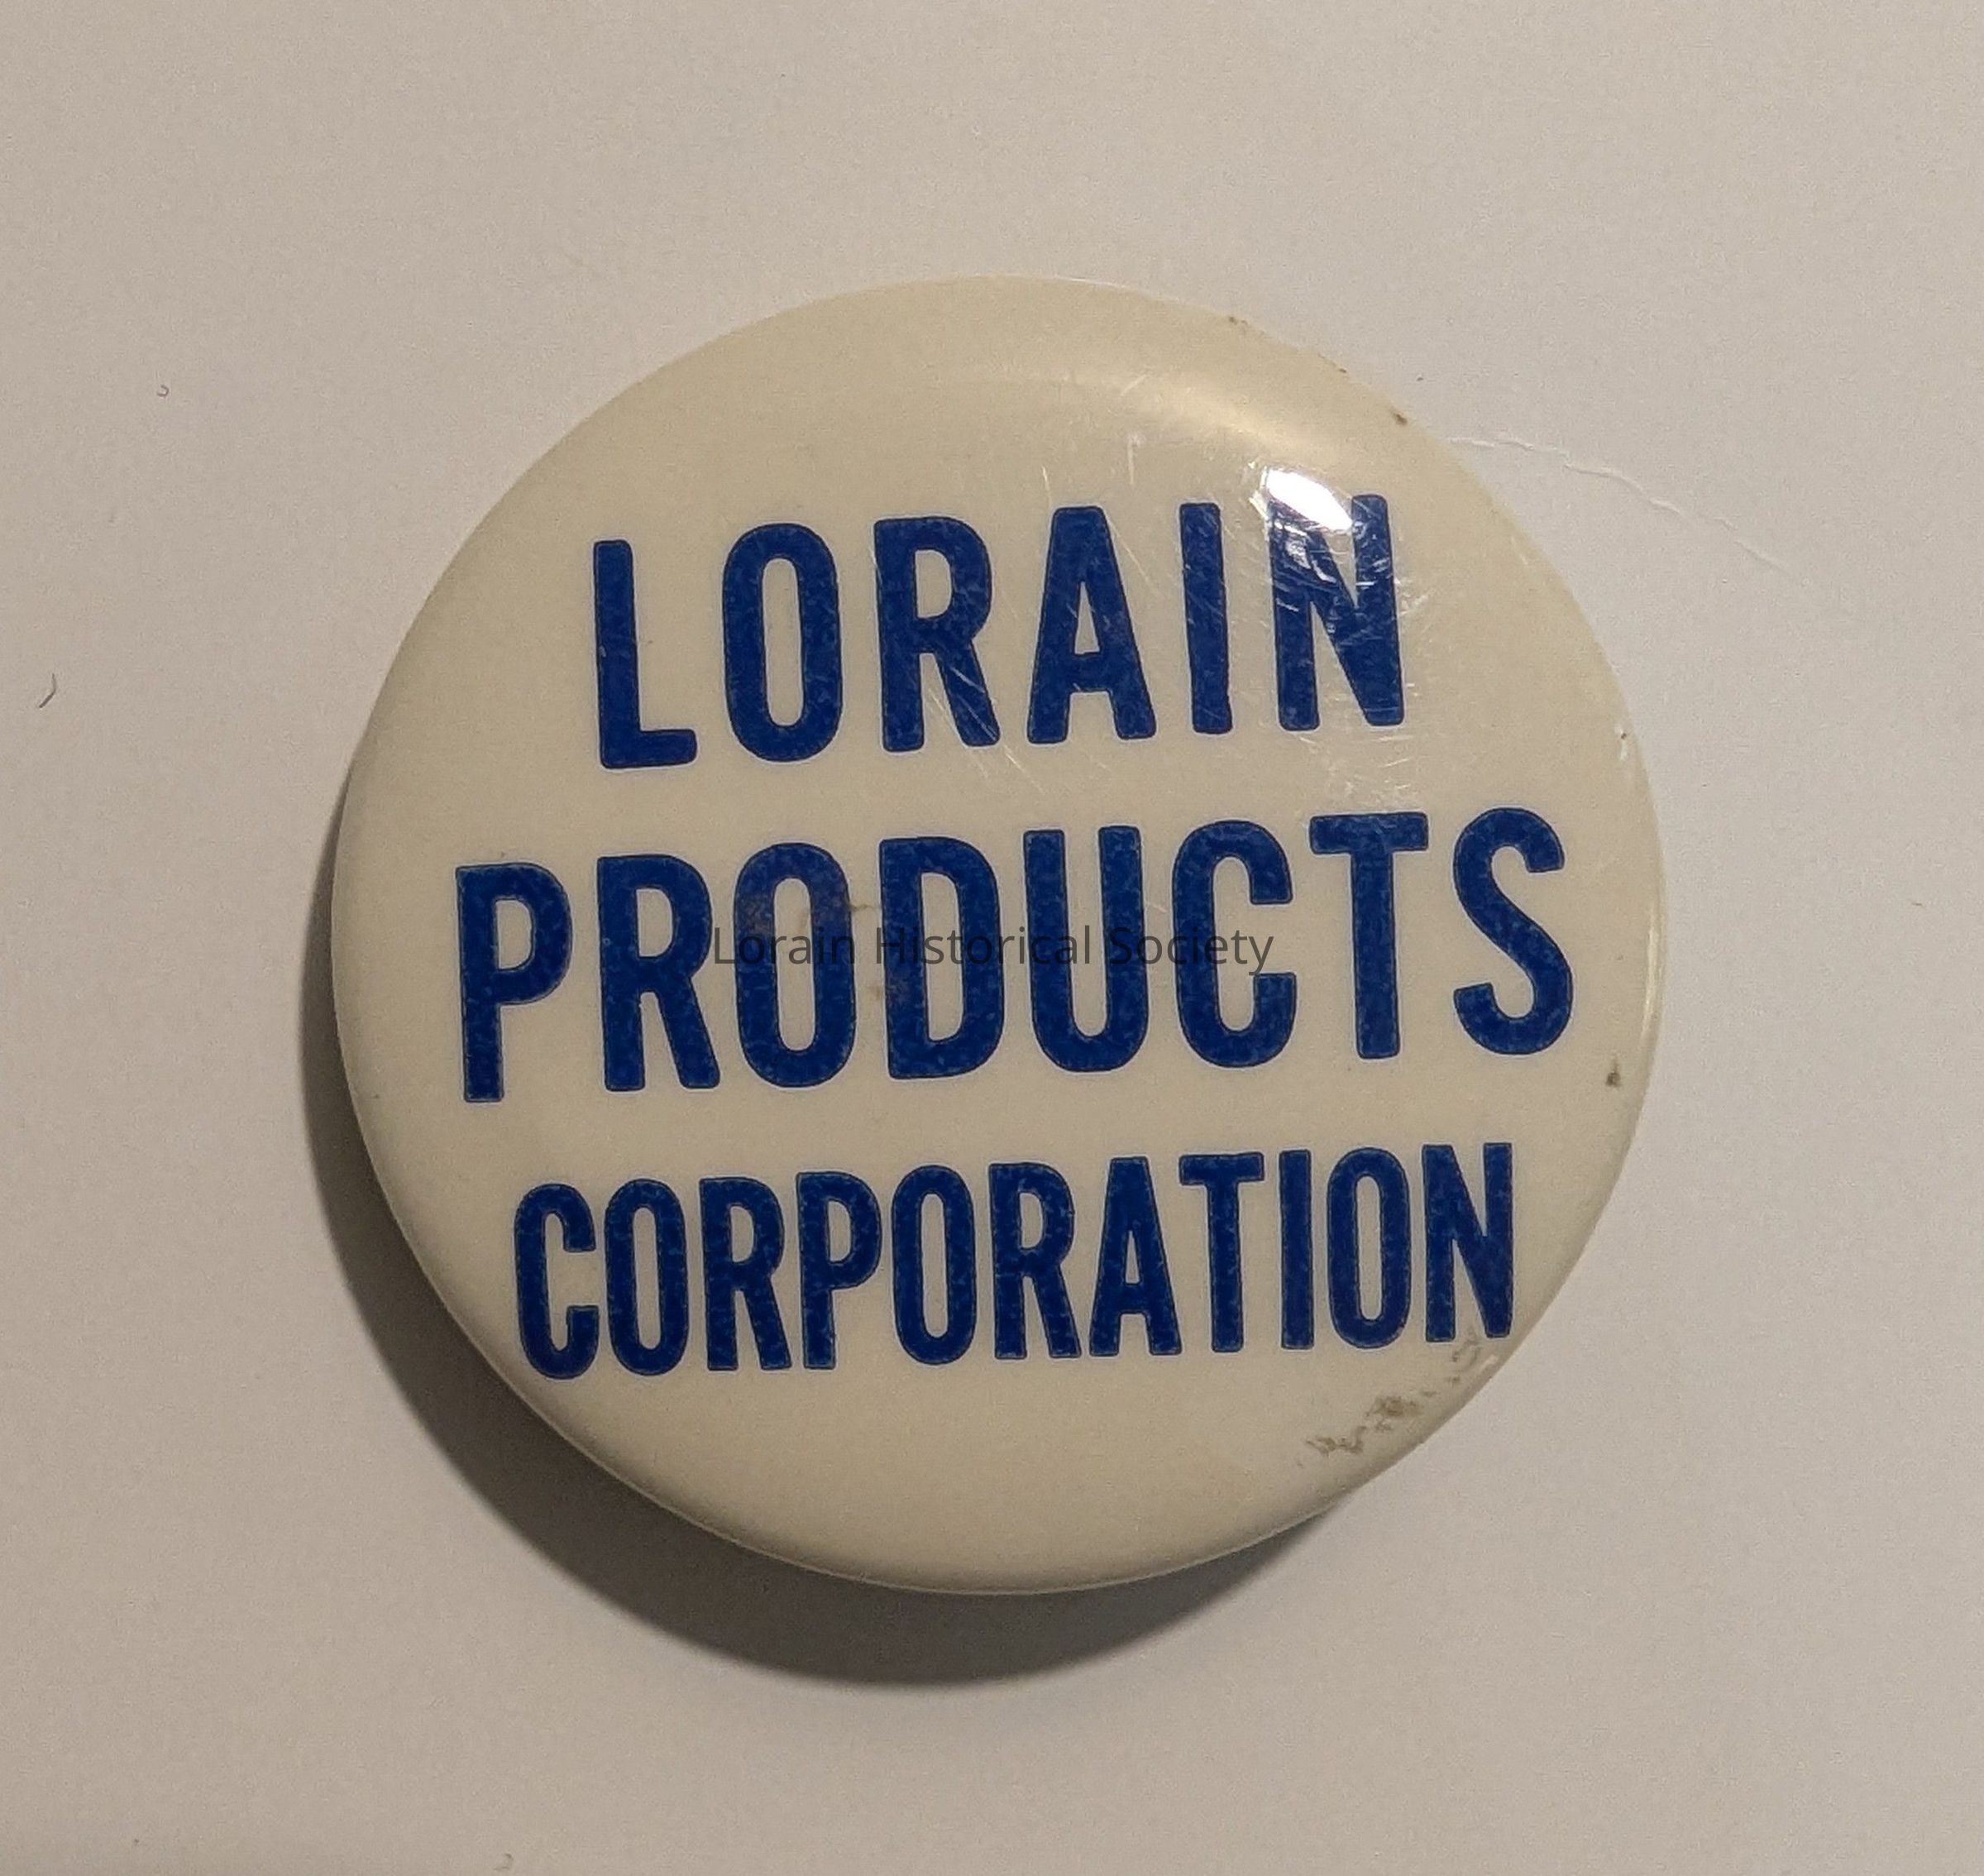 LORAIN
PRODUCTS
Lorain Historical Society
CORPORATION